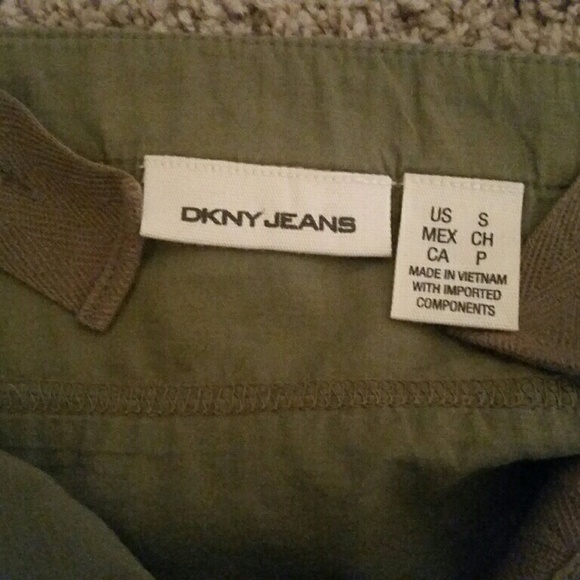 DKNY JEANS
US S
MEX CH
CA P
MADE IN VIETNAM
WITH IMPORTED
COMPONENTS